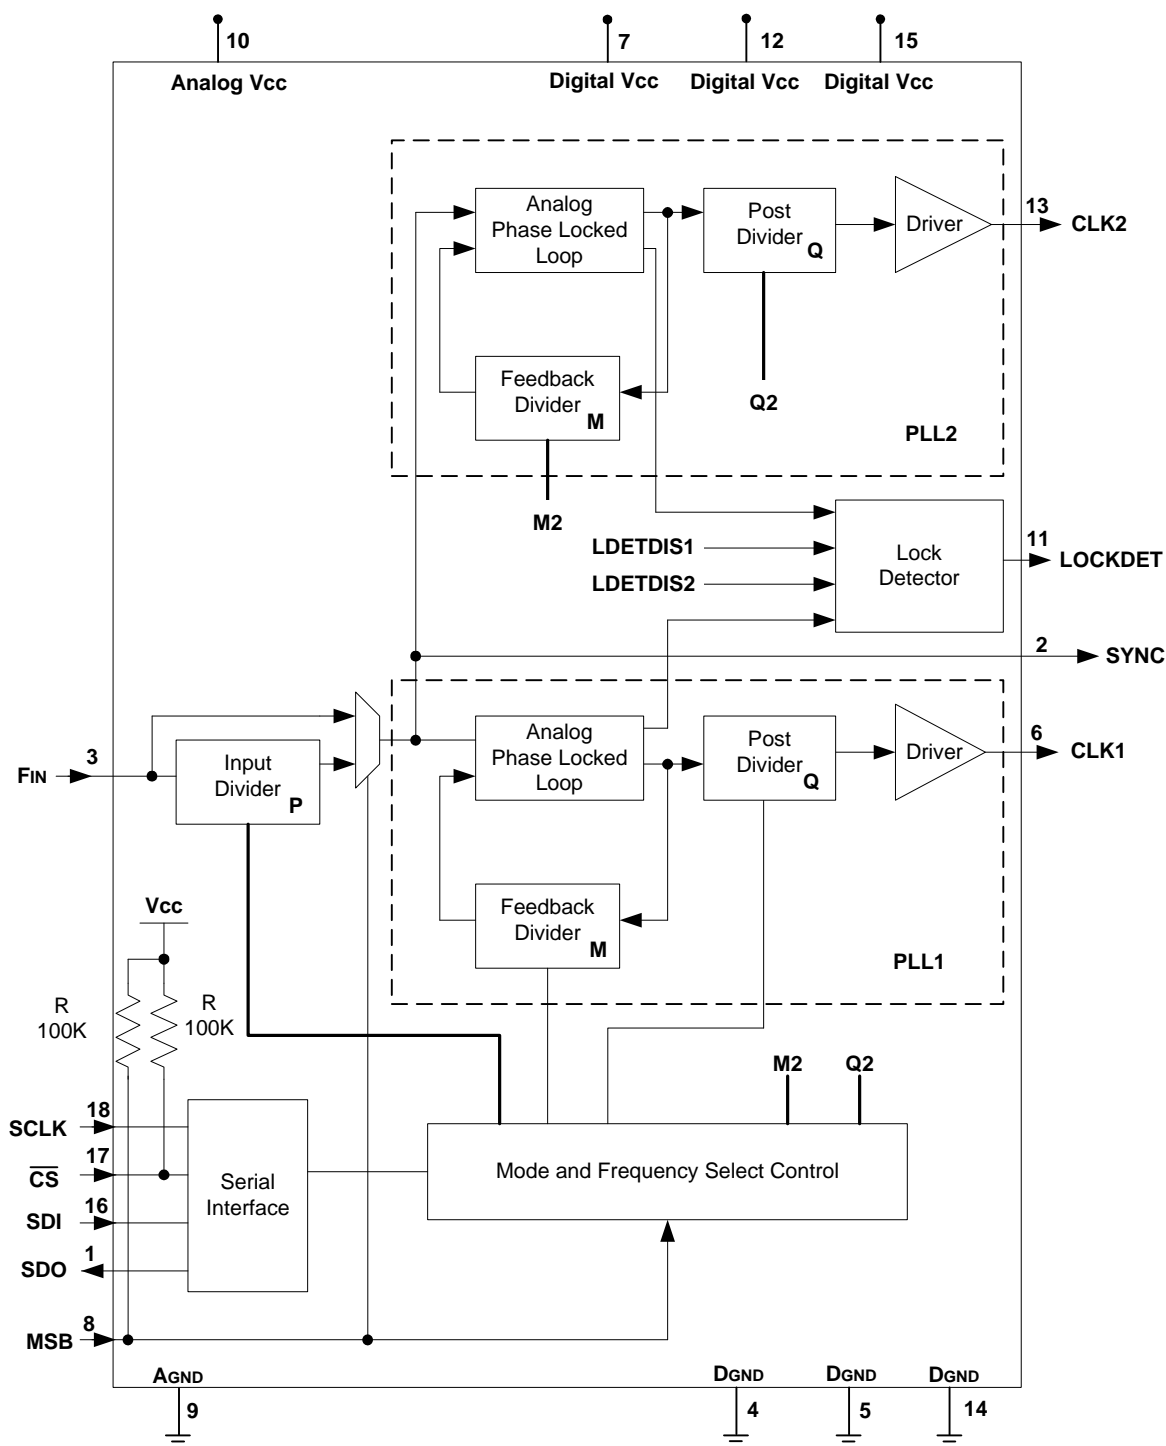 10
7
12
15
Analog Vcc
Digital Vcc
Digital Vcc
Digital Vcc
Analog
Phase Locked
Loop
Post
Divider
Q
Driver
13
CLK2
Feedback
Divider
M
Q2
PLL2
M2
LDETDIS1
LDETDIS2
Lock
Detector
11
LOCKDET
2
SYNC
3
FIN
Input
Divider
P
Analog
Phase Locked
Loop
Post
Divider
Q
Driver
6
CLK1
Feedback
Divider
M
PLL1
Vcc
R
100K
R
100K
M2
Q2
18
SCLK
17
CS
16
SDI
1
SDO
8
MSB
Serial
Interface
Mode and Frequency Select Control
AGND
9
DGND
4
DGND
5
DGND
14